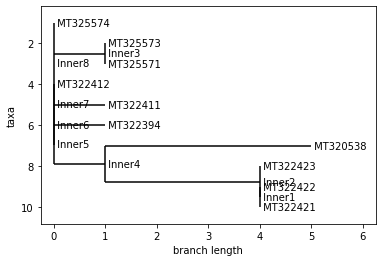 MT325574
2
MT325573
Inner3
Inner8
MT325571
4
MT322412
Inner7
MT322411
taxa
6
Inner6
MT322394
Inner5
MT320538
8
Inner4
MT322423
Inner2
MT322422
Inner1
10
MT322421
0
1
2
3
4
5
6
branch length